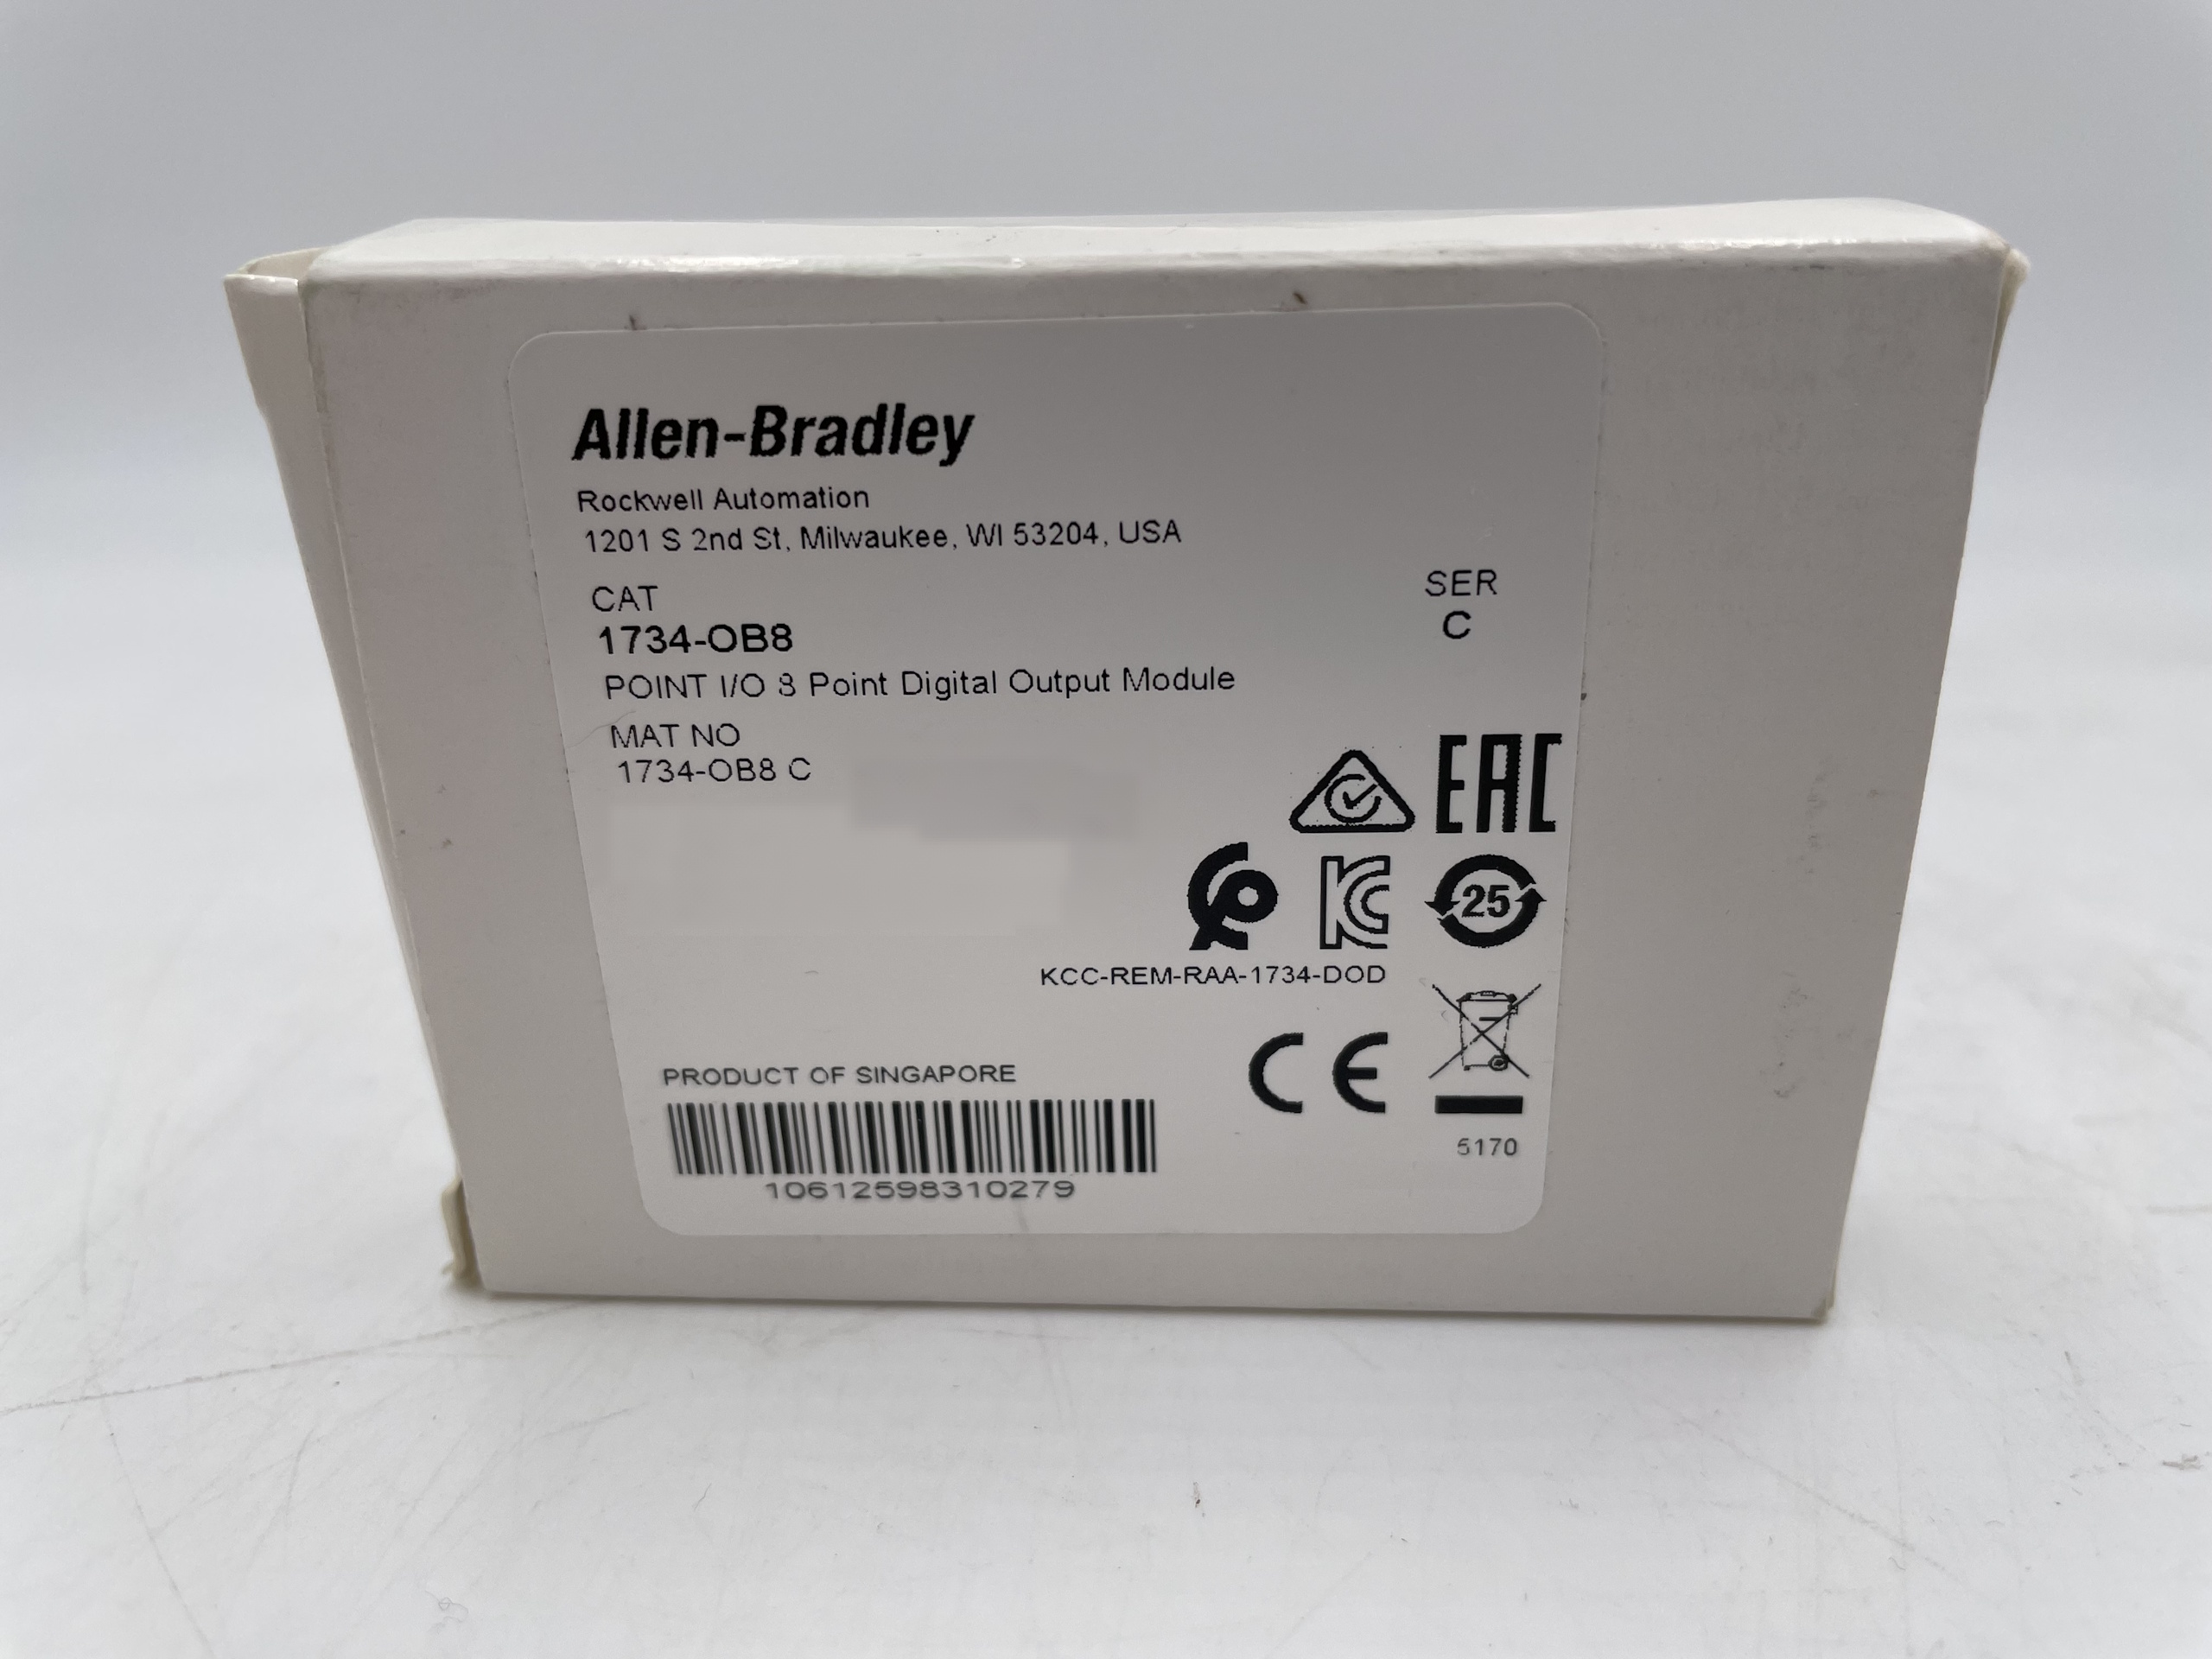 Allen-Bradley
Rockwell Automation
1201 S 2nd St, Milwaukee, WI 53204, USA
CAT
SER
1734-OB8
C
POINT I/O 8 Point Digital Output Module
MAT NO
1734-OB8 C
EAC
KC
25
KCC-REM-RAA-1734-DOD
CE
PRODUCT OF SINGAPORE
5170
10612598310279